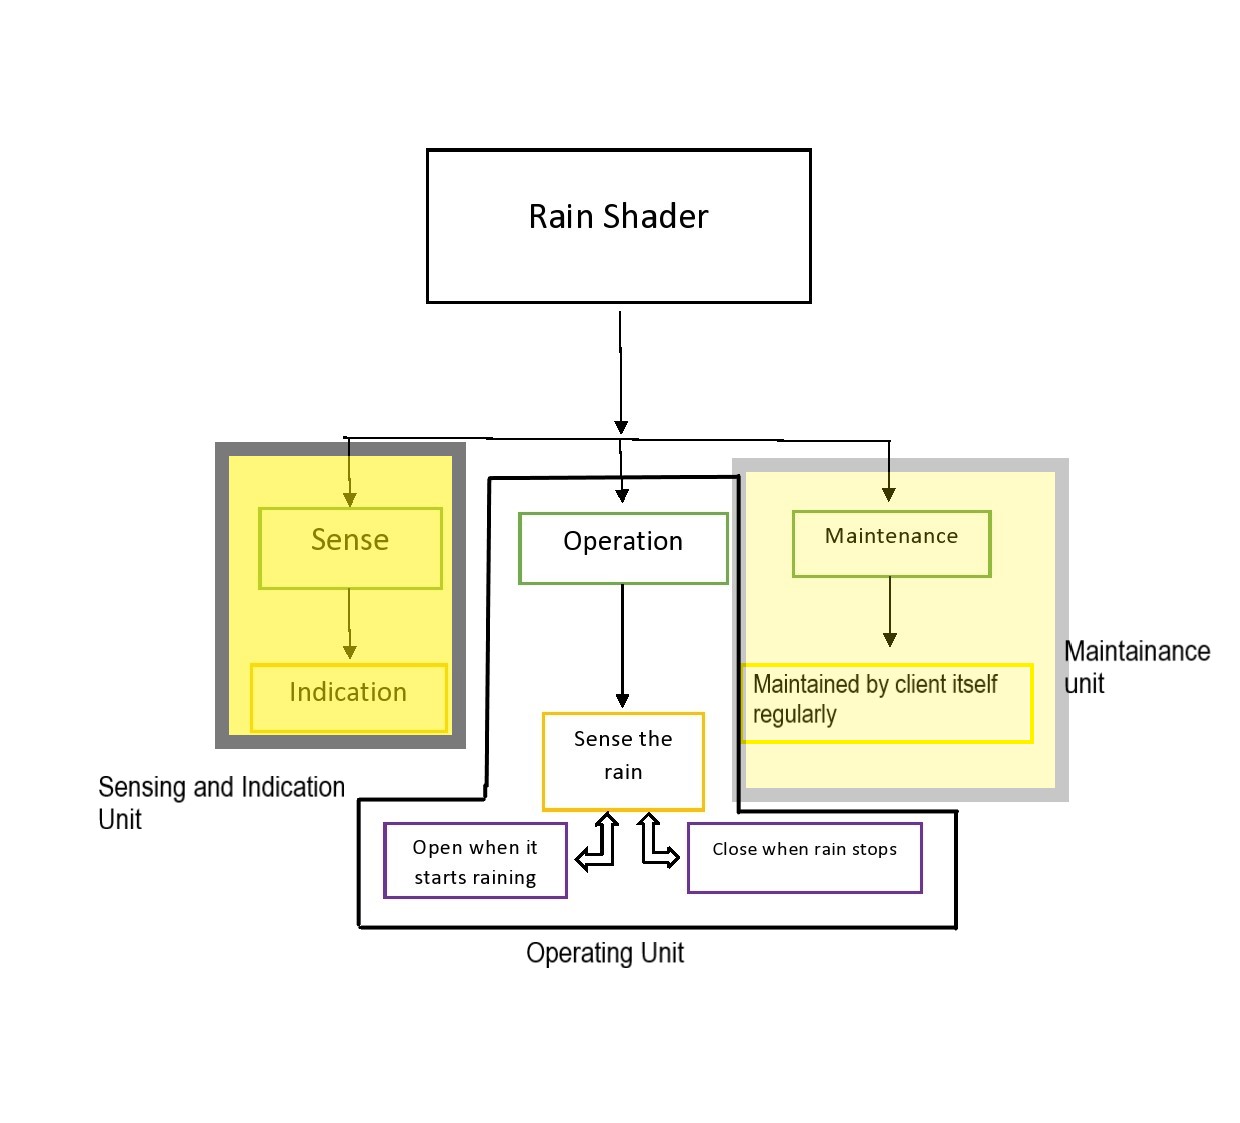 Rain Shader
Sense
Operation
Maintenance
Indication
Maintained by client itself
regularly
Maintainance
unit
Sense the
rain
Sensing and Indication
Unit
Open when it
starts raining
Close when rain stops
Operating Unit